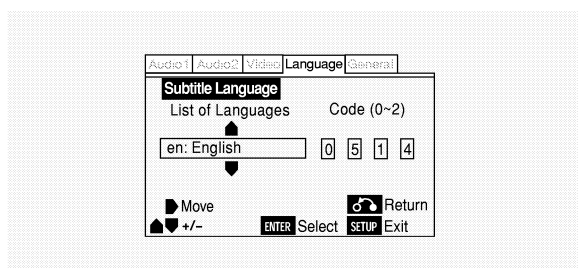 Audio1 Audio2 Video Language General
Subtitle Language
List of Languages Code (0~2)
en: English 0 5 1 4
Move Return
+/– ENTER Select SETUP Exit